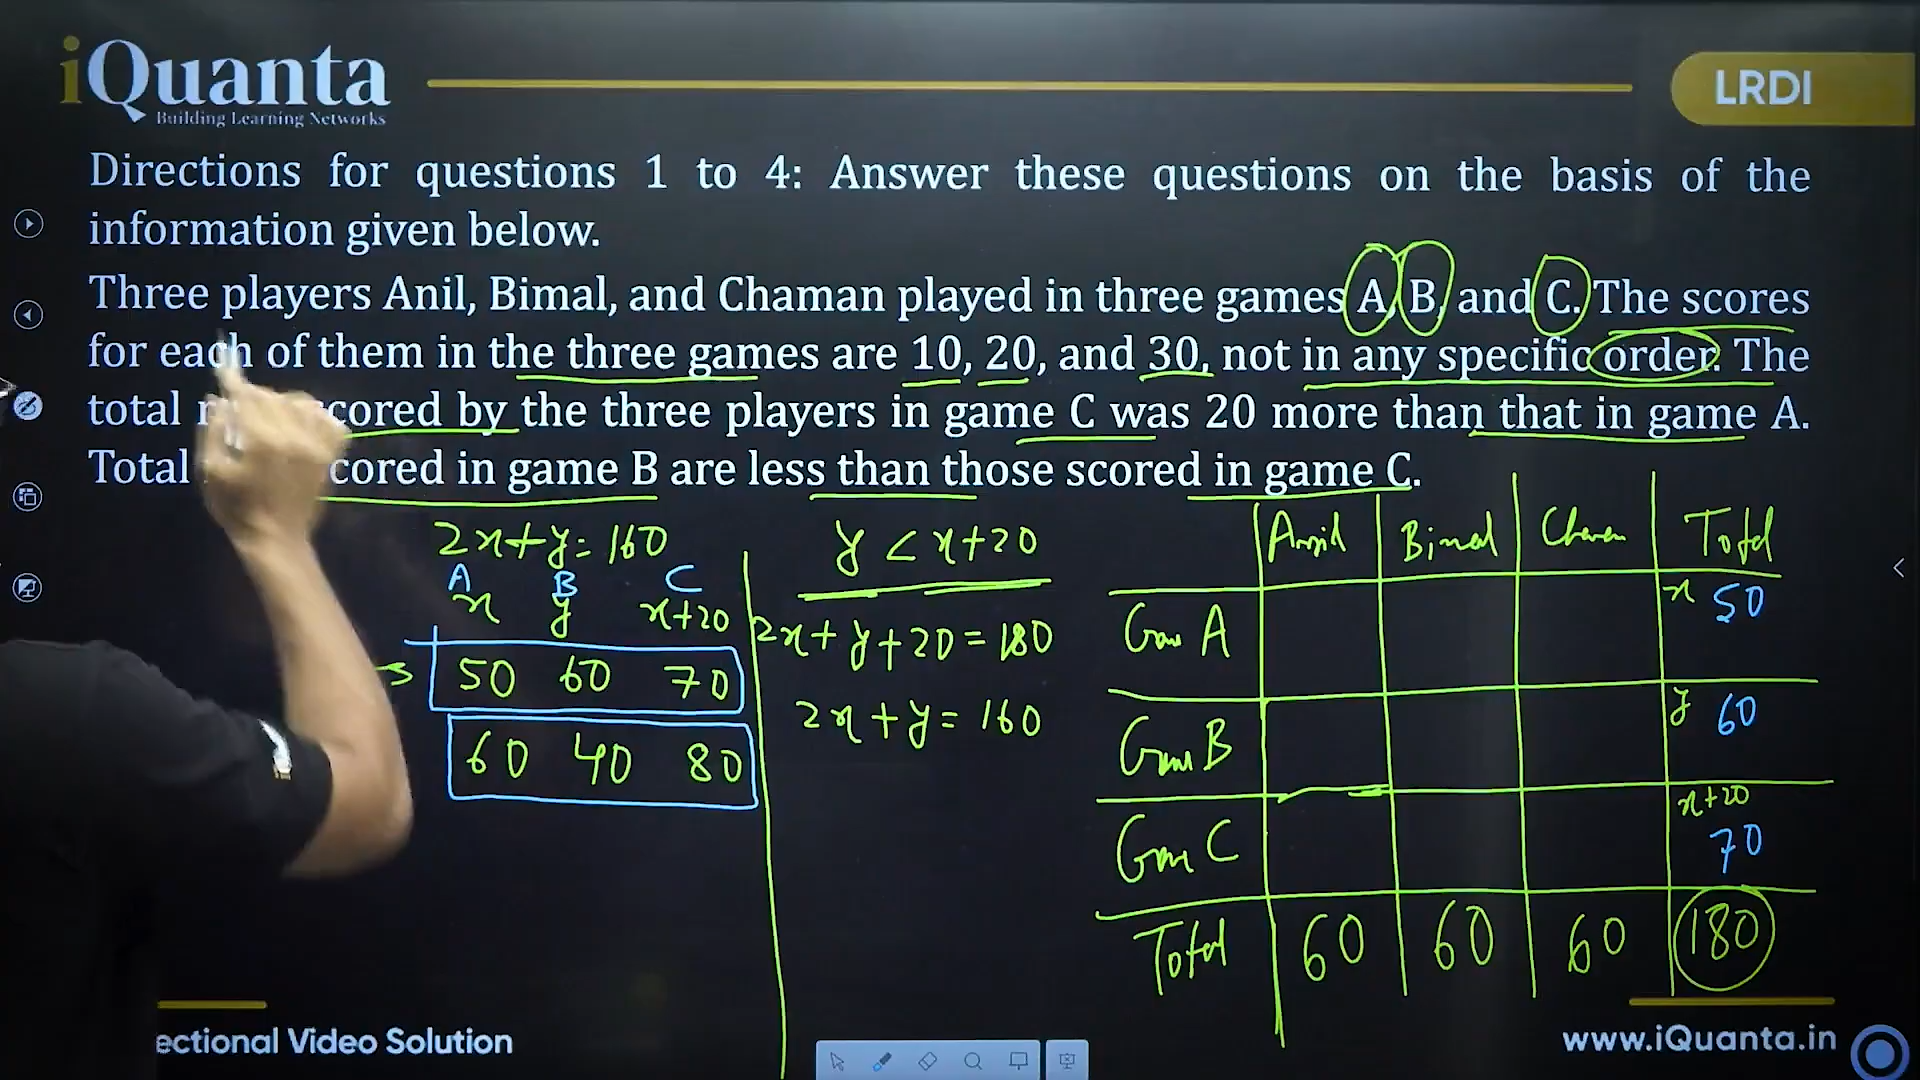 iQuanta
Building Learning Networks
LRDI
Directions for questions 1 to 4: Answer these questions on the basis of the
information given below.
Three players Anil, Bimal, and Chaman played in three games A, B, and C. The scores
for each of them in the three games are 10, 20, and 30, not in any specific order. The
total scored by the three players in game C was 20 more than that in game A.
Total scored in game B are less than those scored in game C.
2x+y=160
A B C
x y x+20
50 60 70
60 40 80
y < x+20
2x+y+20=180
2x+y=160
Anil Bimal Chaman Total
Game A x 50
Game B y 60
Game C x+20 70
Total 60 60 60 180
ectional Video Solution
www.iQuanta.in